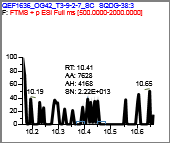 QEF1636_OG42_T3-9-2-7_SC SQDG-38:3
F: FTMS + p ESI Full ms [500.0000-2000.0000]
100
RT: 10.41
AA: 7628
AH: 4168
SN: 2.22E+013
10.65
80
10.19
60
40
20
0
10.2 10.3 10.4 10.5 10.6